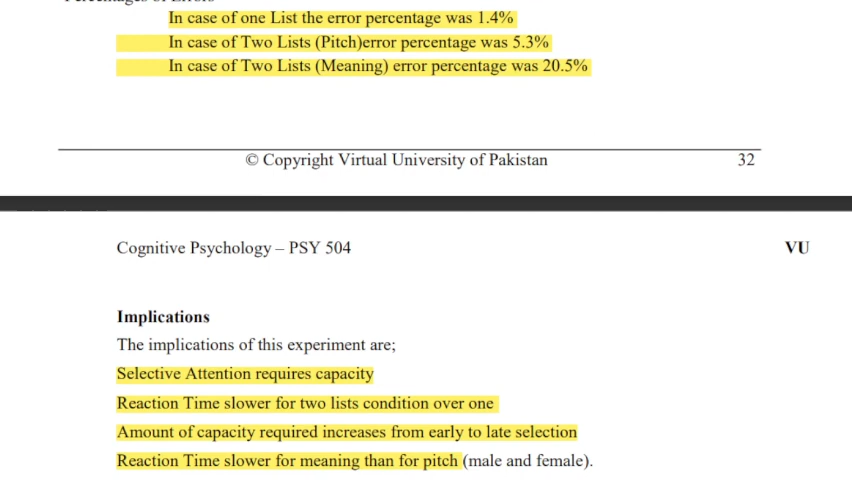 In case of one List the error percentage was 1.4%
In case of Two Lists (Pitch)error percentage was 5.3%
In case of Two Lists (Meaning) error percentage was 20.5%
© Copyright Virtual University of Pakistan 32
Cognitive Psychology – PSY 504 VU
Implications
The implications of this experiment are;
Selective Attention requires capacity
Reaction Time slower for two lists condition over one
Amount of capacity required increases from early to late selection
Reaction Time slower for meaning than for pitch (male and female).